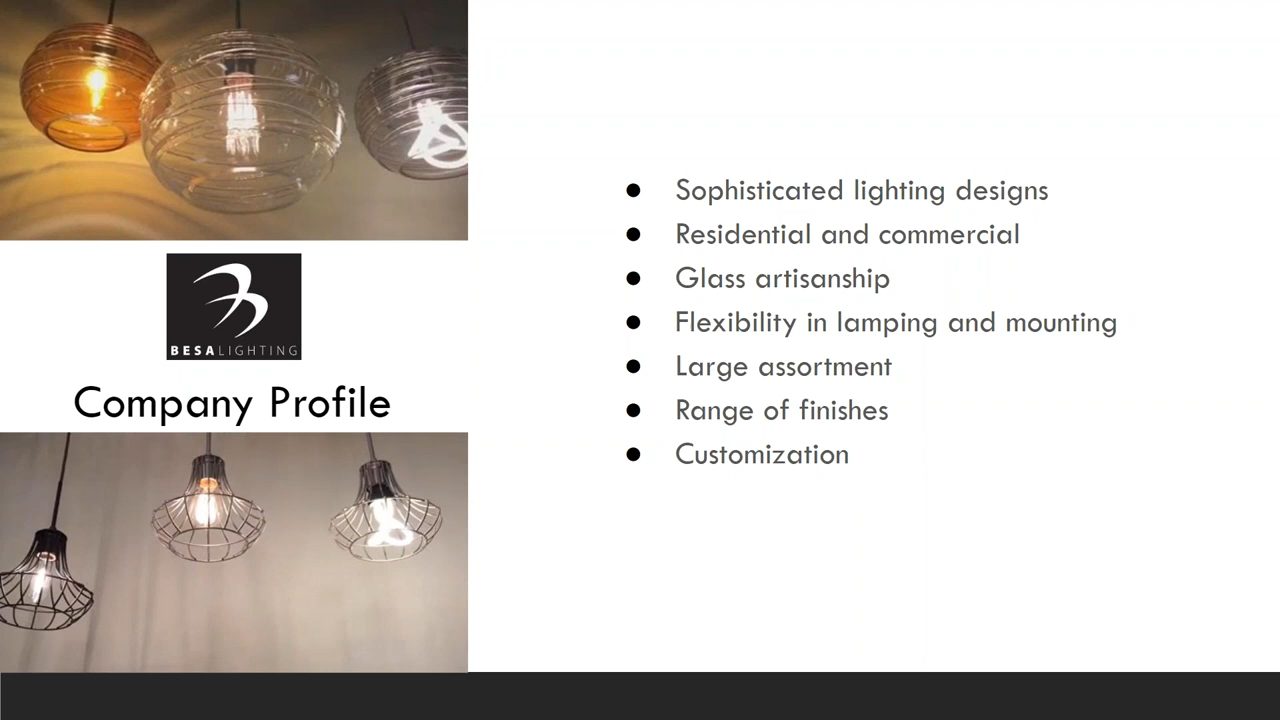 BESALIGHTING
Company Profile
● Sophisticated lighting designs
● Residential and commercial
● Glass artisanship
● Flexibility in lamping and mounting
● Large assortment
● Range of finishes
● Customization